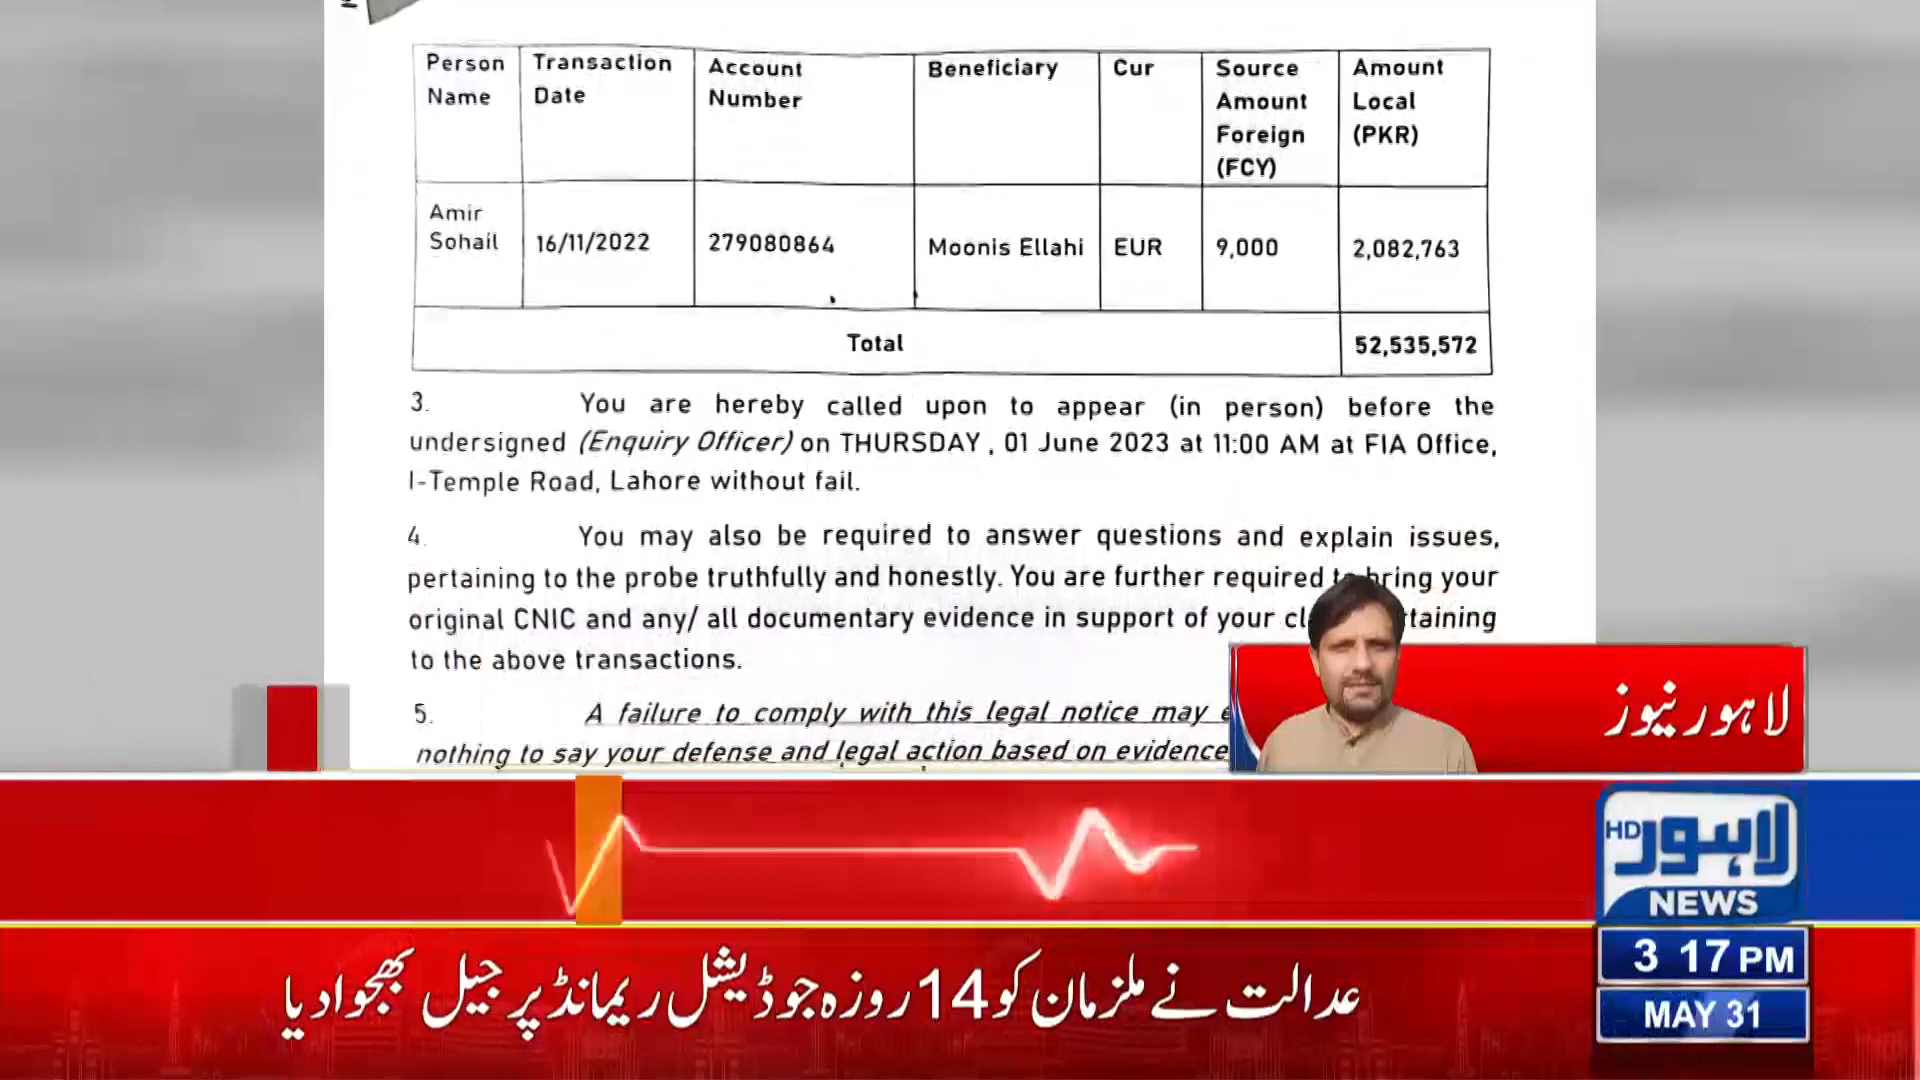 Person Name
Transaction Date
Account Number
Beneficiary
Cur
Source Amount Foreign (FCY)
Amount Local (PKR)
Amir Sohail
16/11/2022
279080864
Moonis Ellahi
EUR
9,000
2,082,763
Total
52,535,572
3. You are hereby called upon to appear (in person) before the
undersigned (Enquiry Officer) on THURSDAY , 01 June 2023 at 11:00 AM at FIA Office,
I-Temple Road, Lahore without fail.
4. You may also be required to answer questions and explain issues,
pertaining to the probe truthfully and honestly. You are further required to bring your
original CNIC and any/ all documentary evidence in support of your
to the above transactions.
5. A failure to comply with this legal notice may
nothing to say your defense and legal action based on evidence
لاہور نیوز
HD لاہور
NEWS
3 17 PM
MAY 31
عدالت نے ملزمان کو 14 روزہ جوڈیشل ریمانڈ پر جیل بھجوا دیا